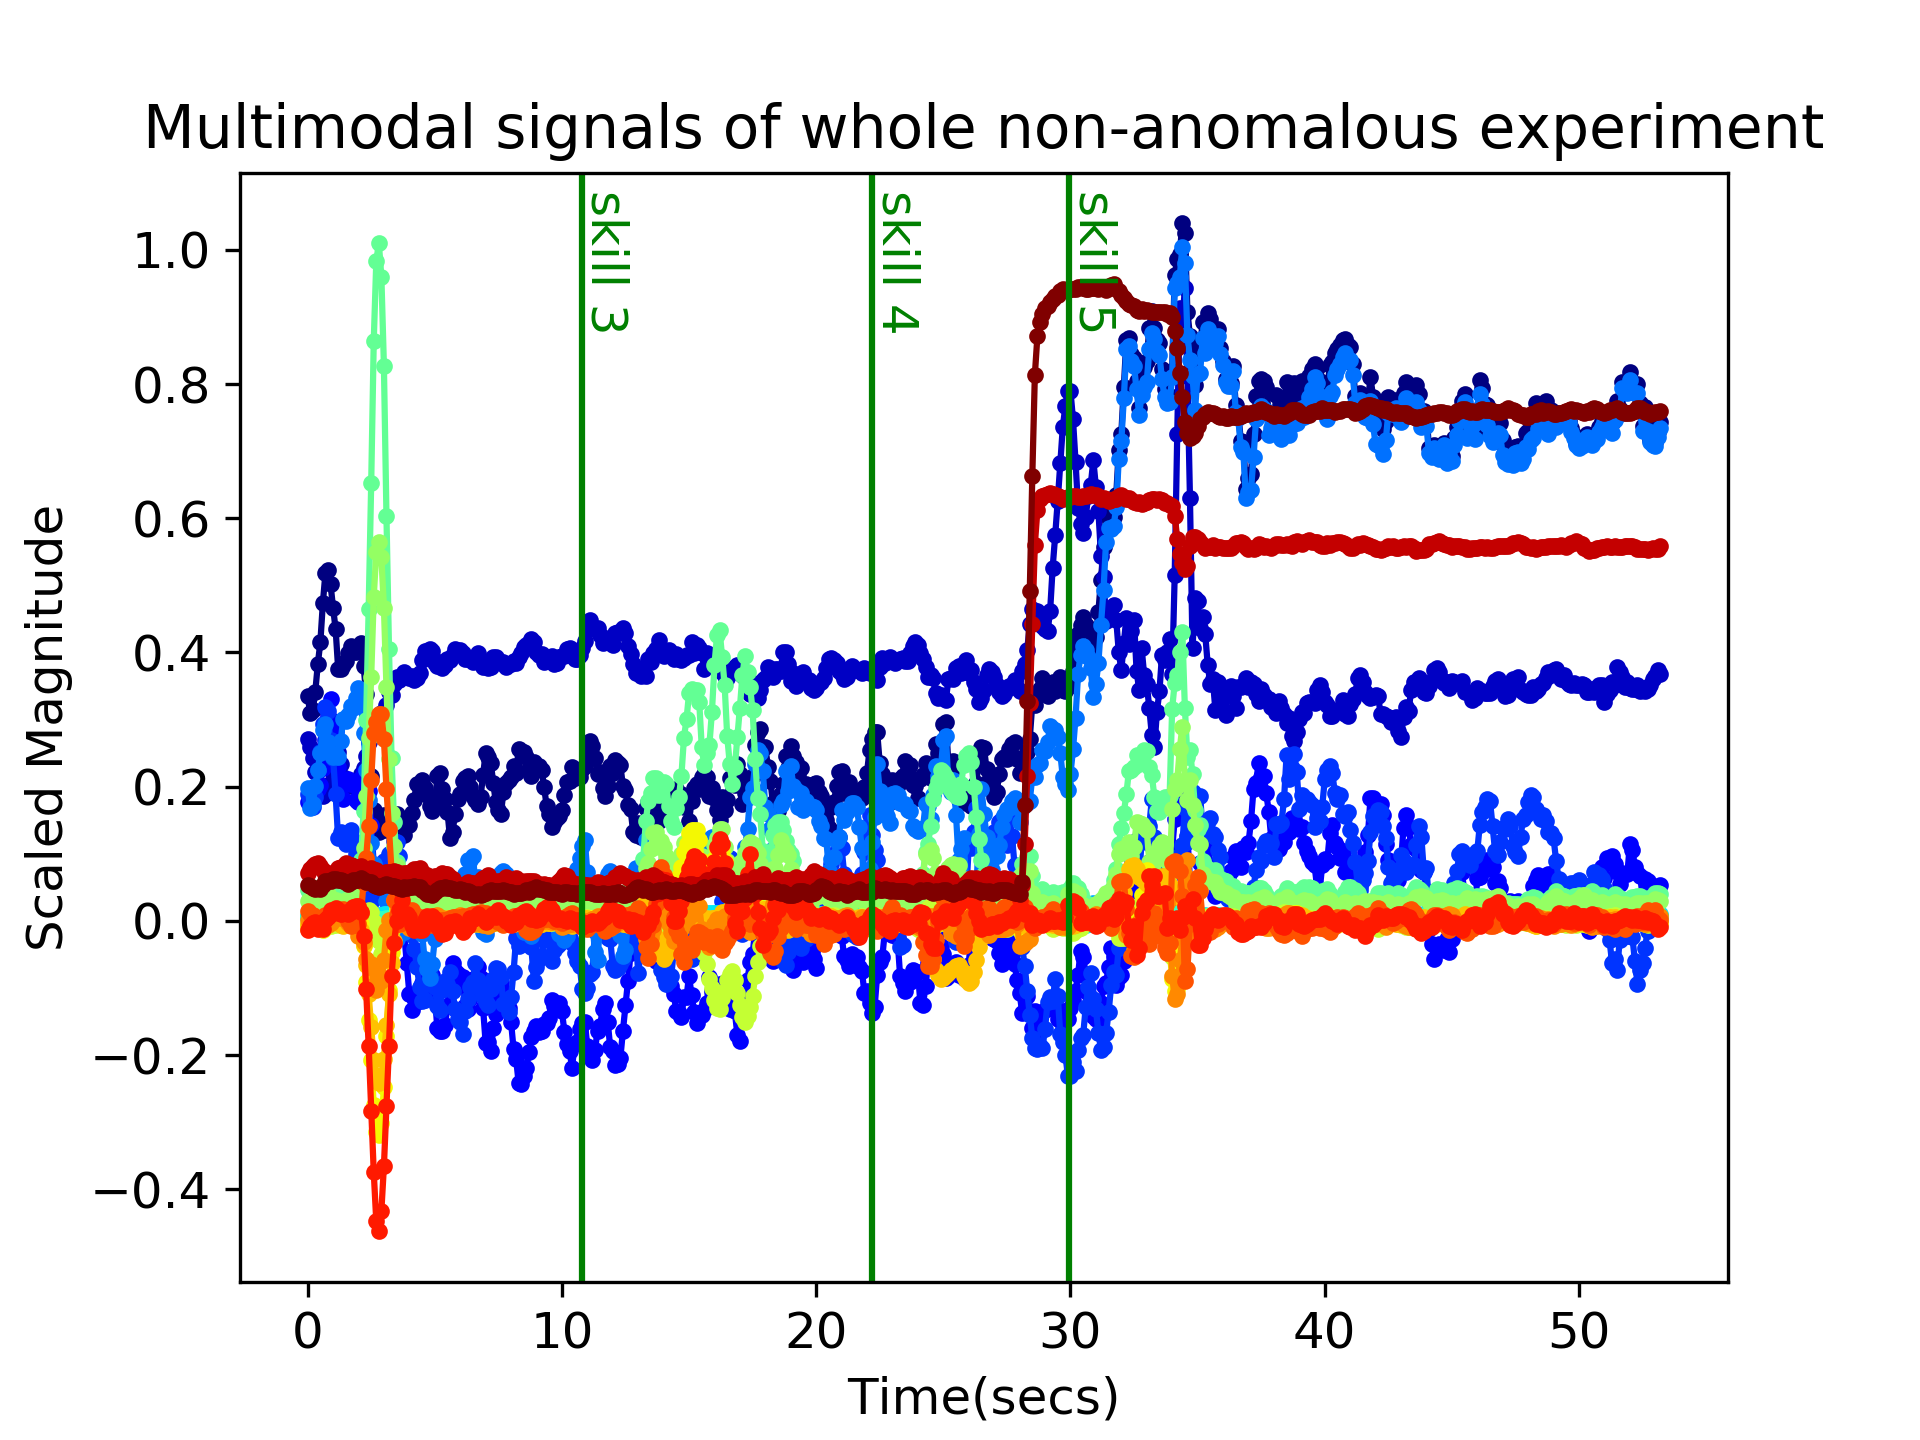 Multimodal signals of whole non-anomalous experiment
skill 3
skill 4
skill 5
1.0
0.8
0.6
0.4
0.2
0.0
−0.2
−0.4
Scaled Magnitude
0 10 20 30 40 50
Time(secs)